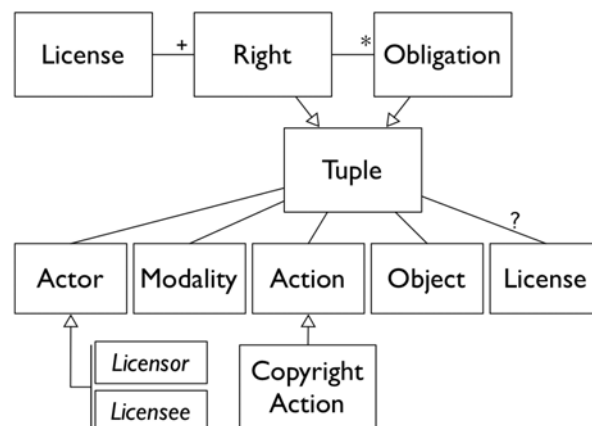 License
+
Right
*
Obligation
Tuple
?
Actor
Modality
Action
Object
License
Licensor
Licensee
Copyright
Action